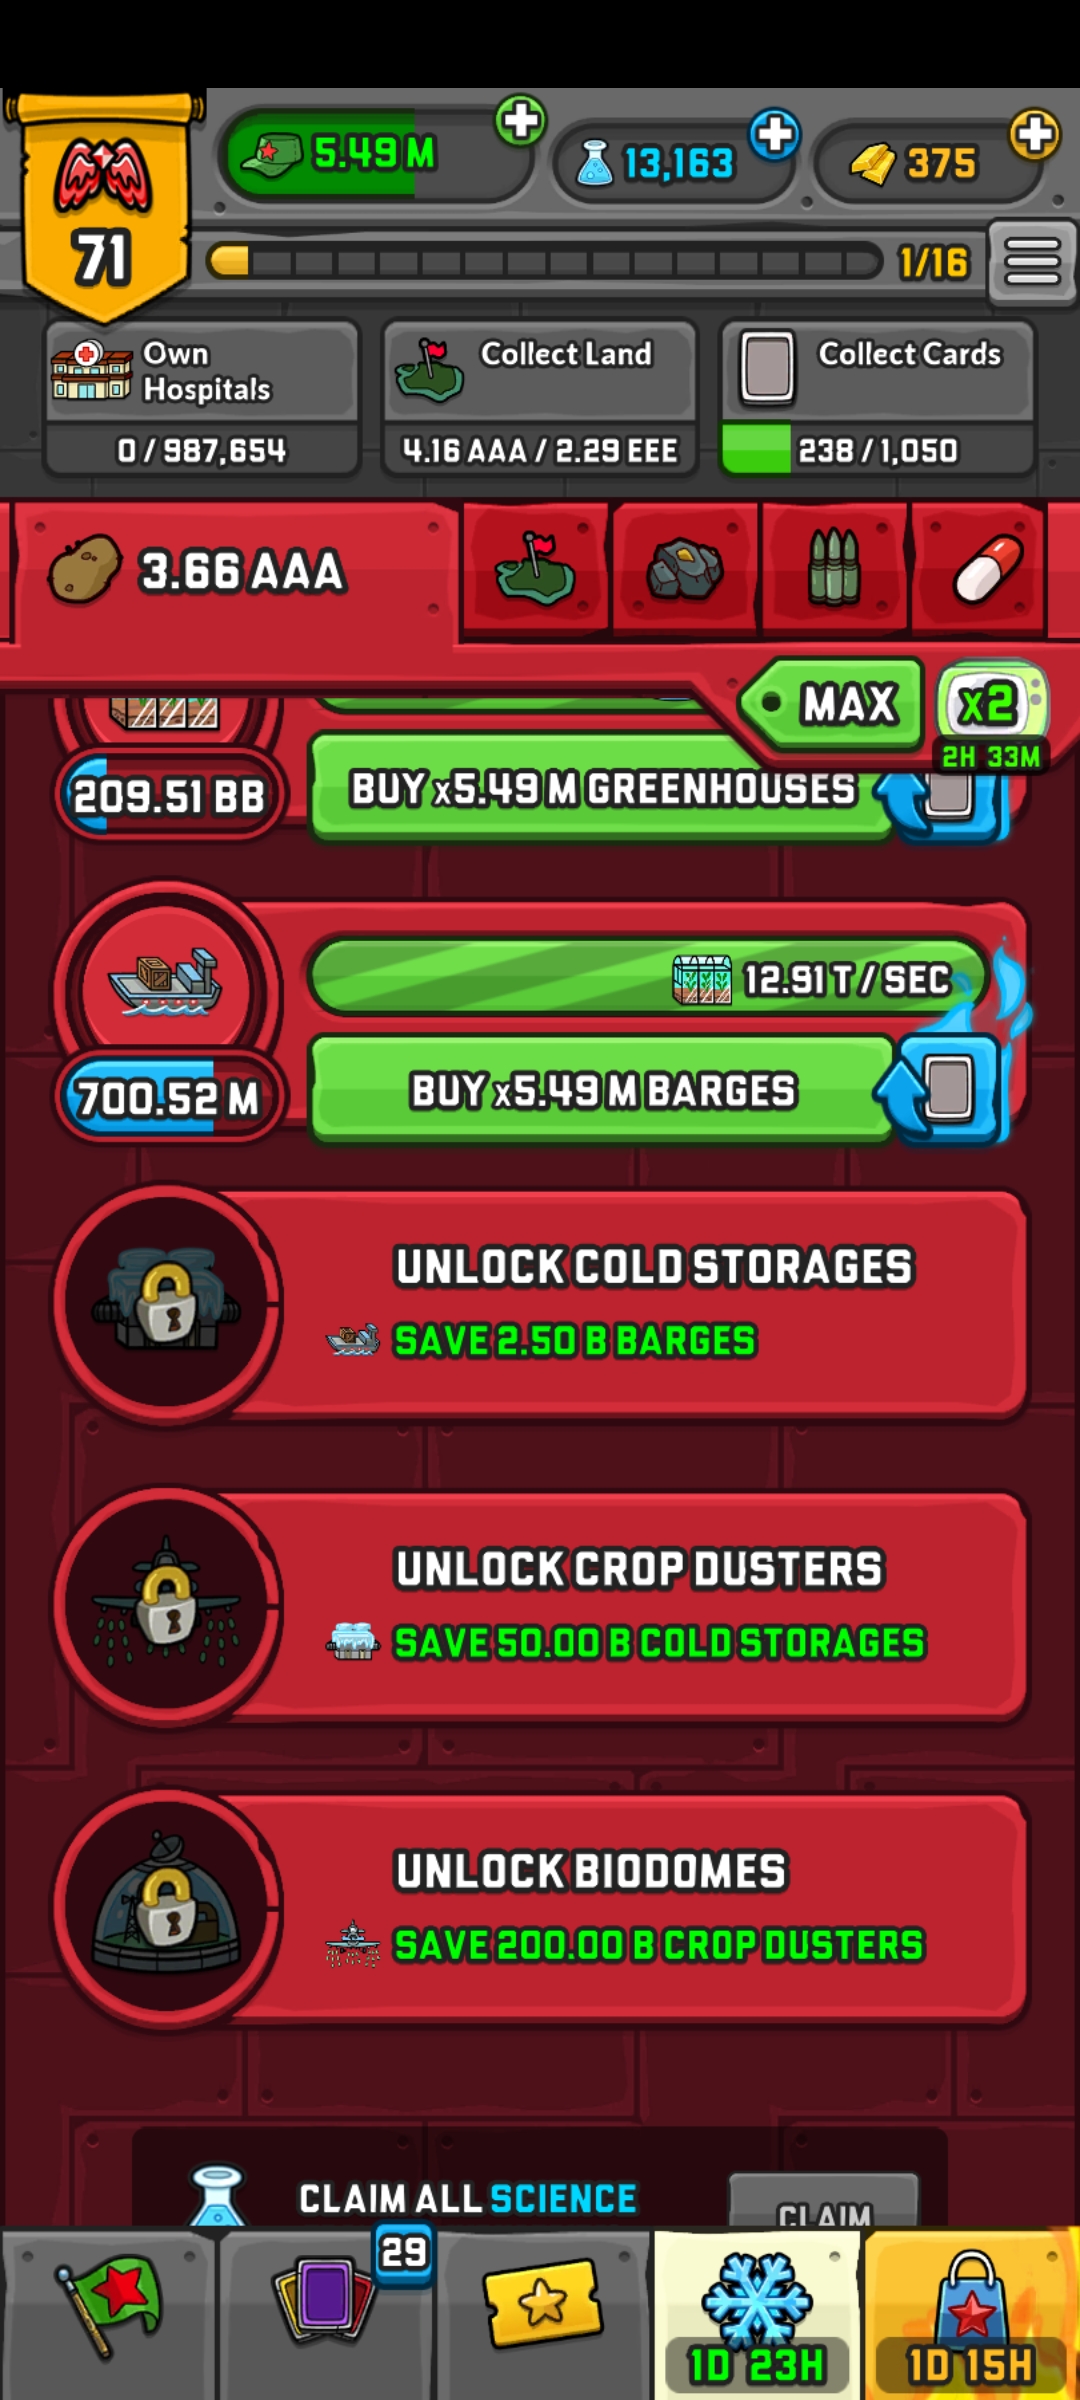 5.49 M
13,163
375
71
1/16
Own
Hospitals
0 / 987,654
Collect Land
4.16 AAA / 2.29 EEE
Collect Cards
238 / 1,050
3.66 AAA
MAX
x2
2H 33M
209.51 BB
BUY x5.49 M GREENHOUSES
12.91 T / SEC
700.52 M
BUY x5.49 M BARGES
UNLOCK COLD STORAGES
SAVE 2.50 B BARGES
UNLOCK CROP DUSTERS
SAVE 50.00 B COLD STORAGES
UNLOCK BIODOMES
SAVE 200.00 B CROP DUSTERS
CLAIM ALL SCIENCE
CLAIM
29
1D 23H
1D 15H